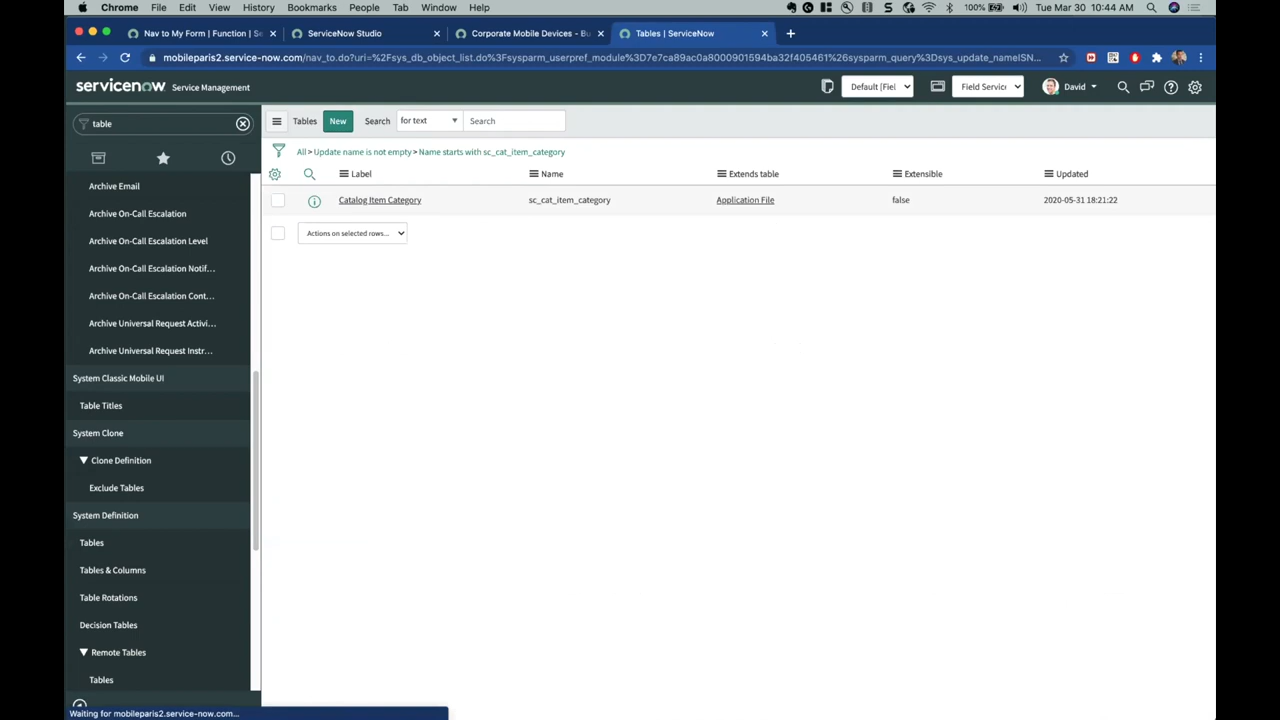 Chrome File Edit View History Bookmarks People Tab Window Help 100% Tue Mar 30 10:44 AM
Nav to My Form | Function | Se ServiceNow Studio Corporate Mobile Devices - Bu Tables | ServiceNow
mobileparis2.service-now.com/nav_to.do?uri=%2Fsys_db_object_list.do%3Fsysparm_userpref_module%3D7e7ca89ac0a8000901594ba32f405461%26sysparm_query%3Dsys_update_nameISN...
servicenow Service Management Default [Fiel Field Servic David
table
Tables New Search for text Search
All > Update name is not empty > Name starts with sc_cat_item_category
Label Name Extends table Extensible Updated
Catalog Item Category sc_cat_item_category Application File false 2020-05-31 18:21:22
Actions on selected rows...
Archive Email
Archive On-Call Escalation
Archive On-Call Escalation Level
Archive On-Call Escalation Notif...
Archive On-Call Escalation Cont...
Archive Universal Request Activi...
Archive Universal Request Instr...
System Classic Mobile UI
Table Titles
System Clone
Clone Definition
Exclude Tables
System Definition
Tables
Tables & Columns
Table Rotations
Decision Tables
Remote Tables
Tables
Waiting for mobileparis2.service-now.com...